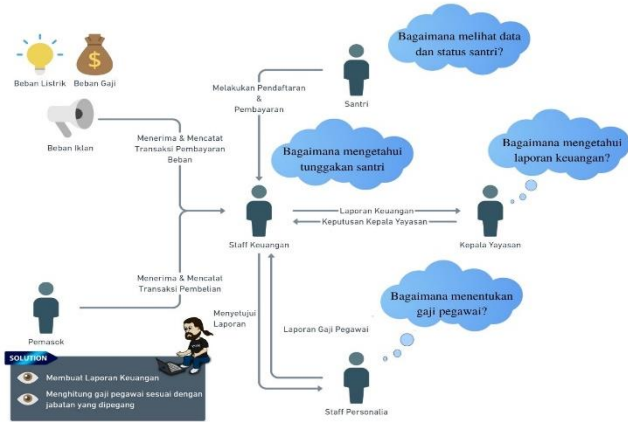 Bagaimana melihat data
dan status santri?
Beban Listrik
Beban Gaji
Melakukan Pendaftaran
&
Pembayaran
Santri
Beban Iklan
Menerima & Mencatat
Transaksi Pembayaran
Beban
Bagaimana mengetahui
tunggakan santri
Bagaimana mengetahui
laporan keuangan?
Laporan Keuangan
Keputusan Kepala Yayasan
Staff Keuangan
Kepala Yayasan
Menerima & Mencatat
Transaksi Pembelian
Bagaimana menentukan
gaji pegawai?
Pemasok
Menyetujui
Laporan
Laporan Gaji Pegawai
SOLUTION
Membuat Laporan Keuangan
Menghitung gaji pegawai sesuai dengan
jabatan yang dipegang
Staff Personalia